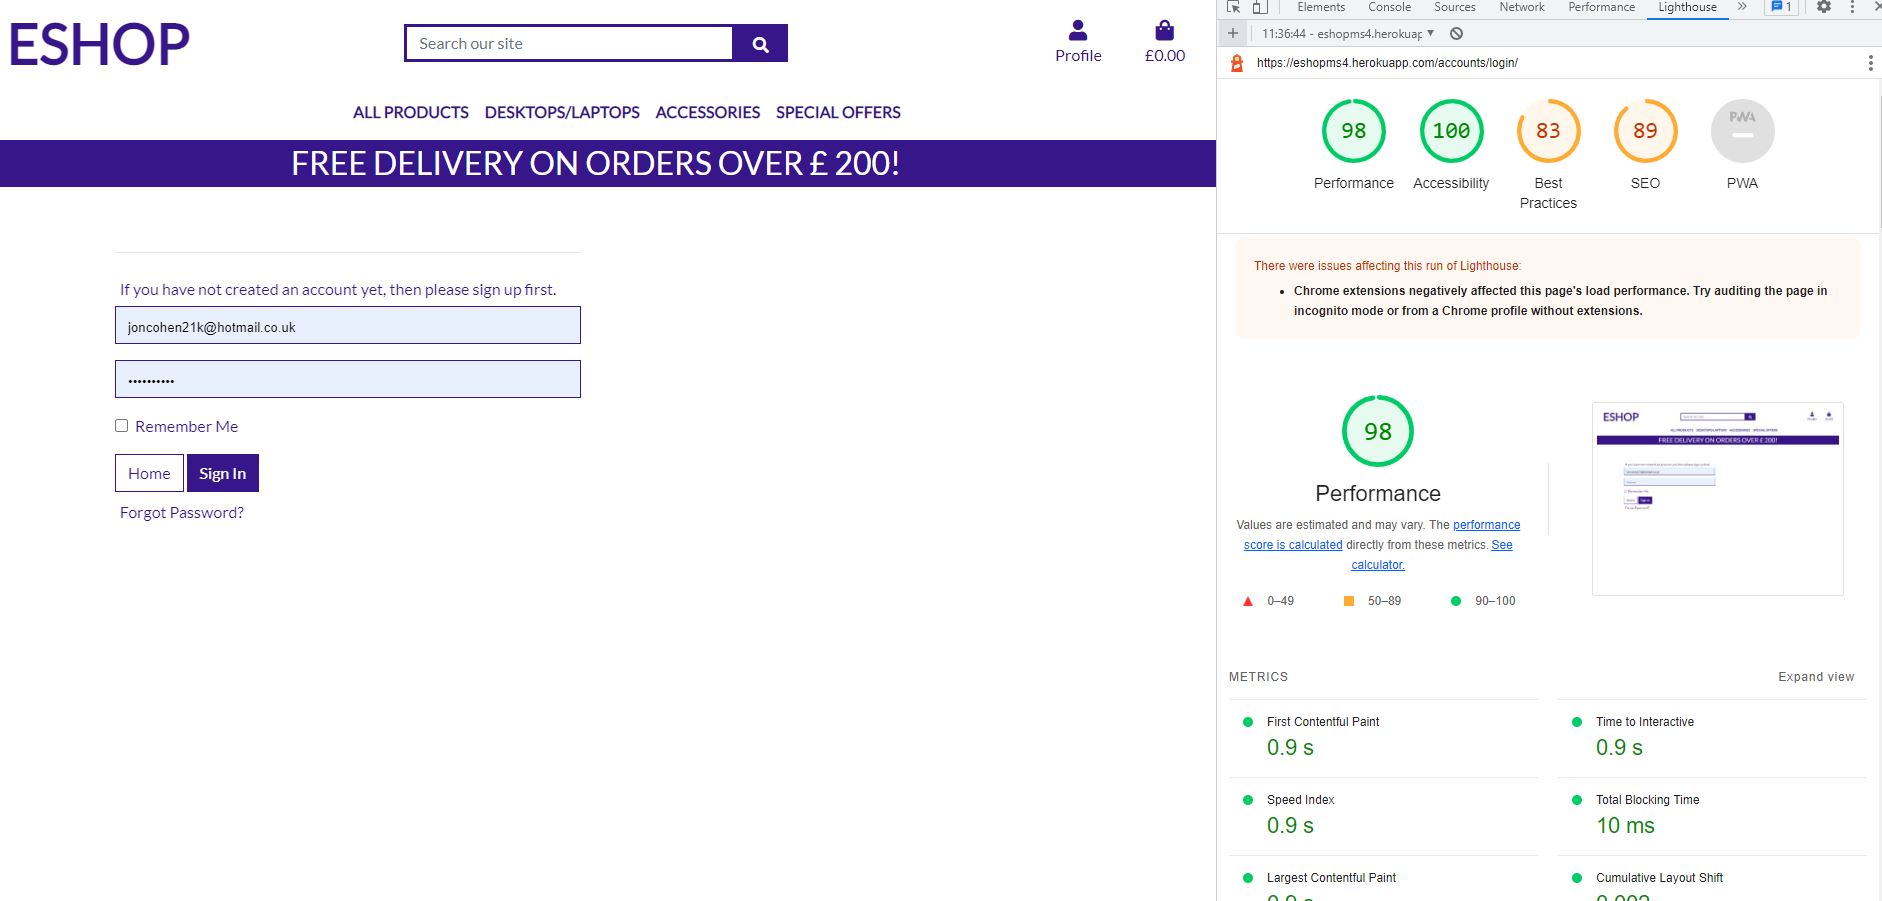 ESHOP
Search our site
Profile
£0.00
ALL PRODUCTS DESKTOPS/LAPTOPS ACCESSORIES SPECIAL OFFERS
FREE DELIVERY ON ORDERS OVER £ 200!
If you have not created an account yet, then please sign up first.
joncohen21k@hotmail.co.uk
••••••••••
Remember Me
Home Sign In
Forgot Password?
Elements Console Sources Network Performance Lighthouse » 1
11:36:44 - eshopms4.herokuap
https://eshopms4.herokuapp.com/accounts/login/
98 100 83 89 PWA
Performance Accessibility Best Practices SEO PWA
There were issues affecting this run of Lighthouse:
• Chrome extensions negatively affected this page's load performance. Try auditing the page in
incognito mode or from a Chrome profile without extensions.
98
Performance
Values are estimated and may vary. The performance
score is calculated directly from these metrics. See
calculator.
0–49 50–89 90–100
ESHOP
FREE DELIVERY ON ORDERS OVER £ 200!
METRICS Expand view
First Contentful Paint
0.9 s
Time to Interactive
0.9 s
Speed Index
0.9 s
Total Blocking Time
10 ms
Largest Contentful Paint
Cumulative Layout Shift